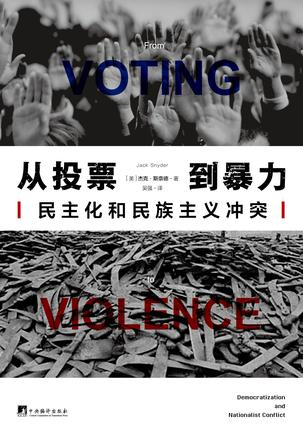 From
VOTING
Jack Snyder
从投票
[美]杰克·斯奈德·著
吴强·译
到暴力
民主化和民族主义冲突
to
VIOLENCE
Democratization
and
Nationalist Conflict
中央编译出版社